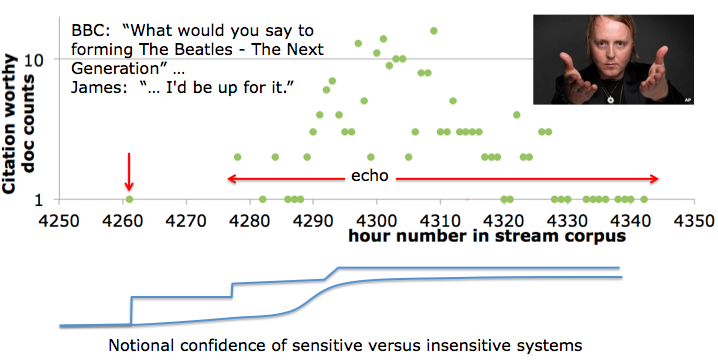 BBC: “What would you say to
forming The Beatles - The Next
Generation” ...
James: “... I'd be up for it.”
AP
Citation worthy
doc counts
10
1
echo
4250 4260 4270 4280 4290 4300 4310 4320 4330 4340 4350
hour number in stream corpus
Notional confidence of sensitive versus insensitive systems